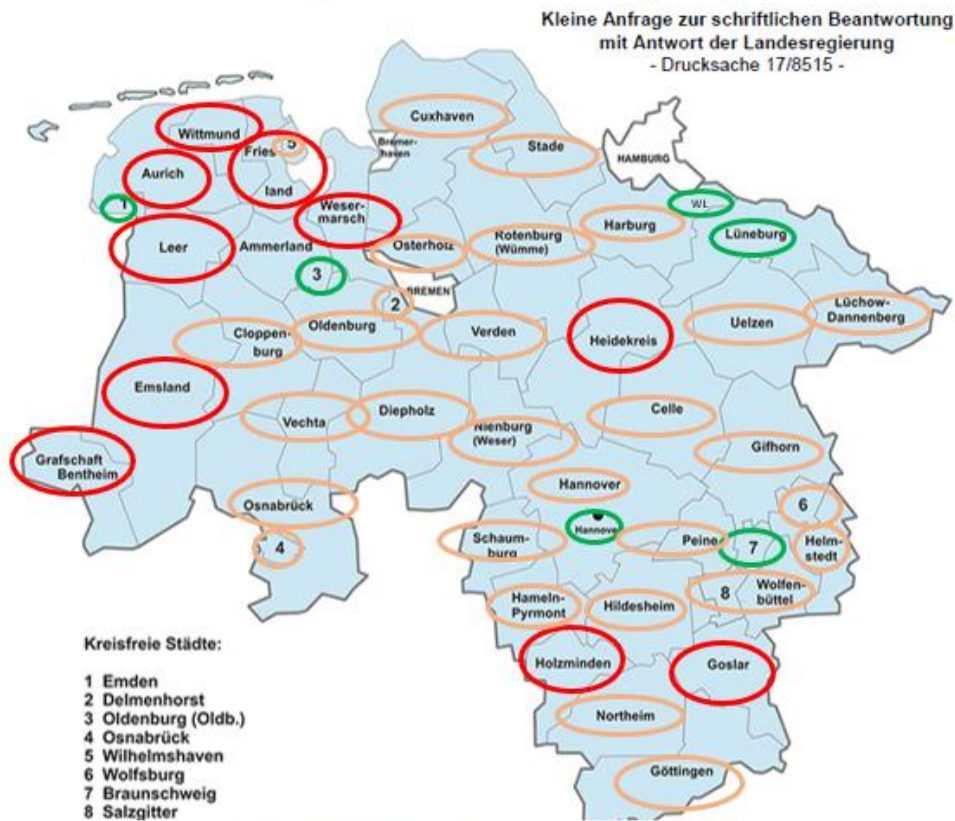 Kleine Anfrage zur schriftlichen Beantwortung
mit Antwort der Landesregierung
- Drucksache 17/8515 -
Cuxhaven
Wittmund
Bremer-
haven
Stade
HAMBURG
5
Fries
land
Aurich
1
Weser-
marsch
WL
Harburg
Lüneburg
Rotenburg
(Wümme)
Leer
Ammerland
Osterholz
3
BREMEN
2
Lüchow-
Dannenberg
Oldenburg
Cloppen-
burg
Verden
Heidekreis
Uelzen
Emsland
Vechta
Diepholz
Celle
Nienburg
(Weser)
Gifhorn
Grafschaft
Bentheim
Hannover
Osnabrück
6
Hannover
Schaum-
burg
Peine
7
Helm-
stedt
4
8
Wolfen-
büttel
Hameln-
Pyrmont
Hildesheim
Holzminden
Goslar
Northeim
Göttingen
Kreisfreie Städte:
1 Emden
2 Delmenhorst
3 Oldenburg (Oldb.)
4 Osnabrück
5 Wilhelmshaven
6 Wolfsburg
7 Braunschweig
8 Salzgitter